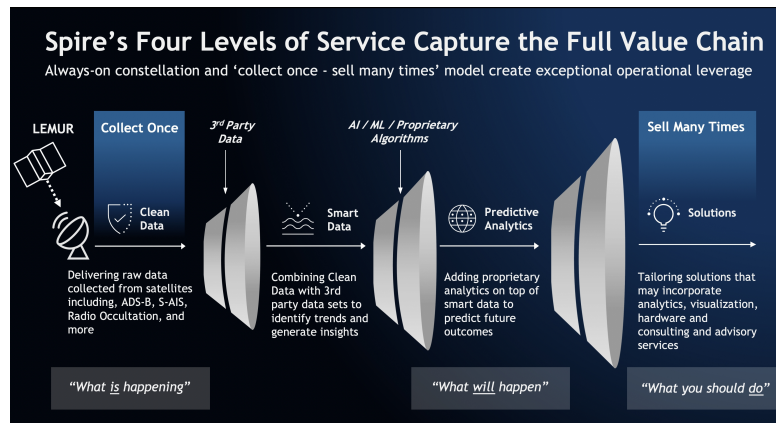 Spire's Four Levels of Service Capture the Full Value Chain
Always-on constellation and ‘collect once - sell many times’ model create exceptional operational leverage
LEMUR
Collect Once
3rd Party
Data
AI / ML / Proprietary
Algorithms
Sell Many Times
Clean
Data
Smart
Data
Predictive
Analytics
Solutions
Delivering raw data
collected from satellites
including, ADS-B, S-AIS,
Radio Occultation, and
more
Combining Clean
Data with 3rd
party data sets to
identify trends and
generate insights
Adding proprietary
analytics on top of
smart data to
predict future
outcomes
Tailoring solutions that
may incorporate
analytics, visualization,
hardware and
consulting and advisory
services
“What is happening”
“What will happen”
“What you should do”